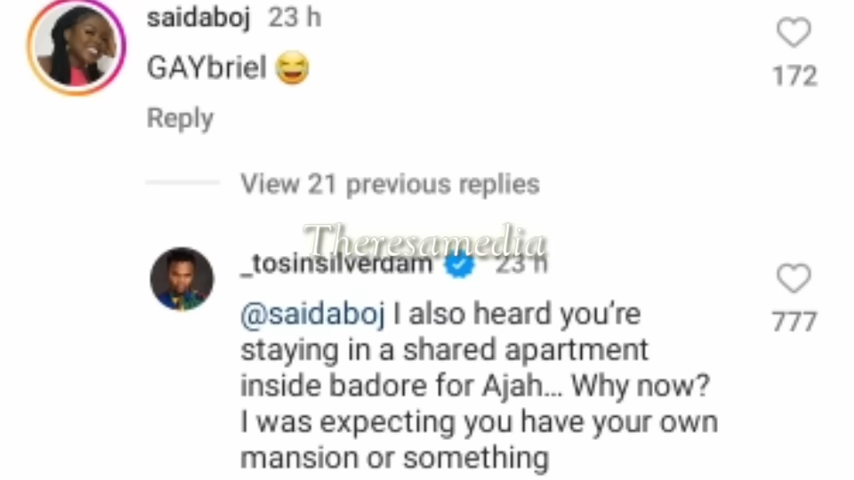 saidaboj 23 h
GAYbriel 😆
172
Reply
View 21 previous replies
Theresamedia
_tosinsilverdam 23 h
@saidaboj I also heard you're
staying in a shared apartment
inside badore for Ajah... Why now?
I was expecting you have your own
mansion or something
777